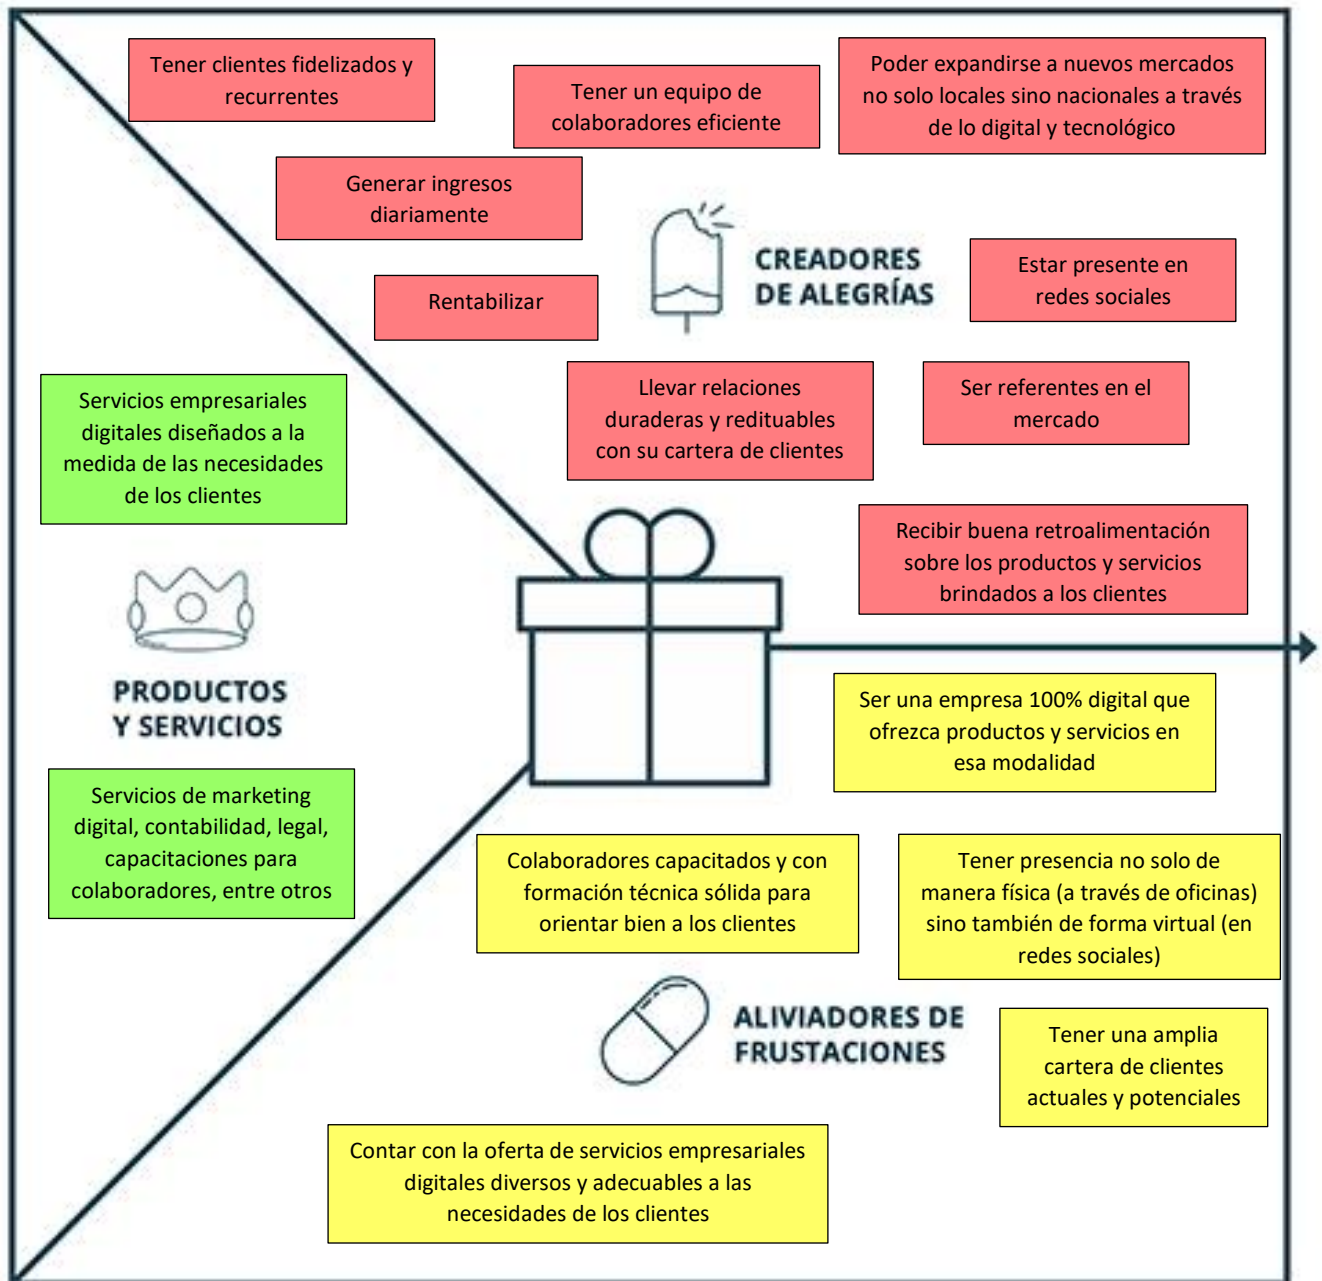 Tener clientes fidelizados y
recurrentes
Tener un equipo de
colaboradores eficiente
Poder expandirse a nuevos mercados
no solo locales sino nacionales a través
de lo digital y tecnológico
Generar ingresos
diariamente
CREADORES
DE ALEGRÍAS
Estar presente en
redes sociales
Rentabilizar
Llevar relaciones
duraderas y redituables
con su cartera de clientes
Ser referentes en el
mercado
Servicios empresariales
digitales diseñados a la
medida de las necesidades
de los clientes
Recibir buena retroalimentación
sobre los productos y servicios
brindados a los clientes
PRODUCTOS
Y SERVICIOS
Ser una empresa 100% digital que
ofrezca productos y servicios en
esa modalidad
Servicios de marketing
digital, contabilidad, legal,
capacitaciones para
colaboradores, entre otros
Colaboradores capacitados y con
formación técnica sólida para
orientar bien a los clientes
Tener presencia no solo de
manera física (a través de oficinas)
sino también de forma virtual (en
redes sociales)
ALIVIADORES DE
FRUSTACIONES
Tener una amplia
cartera de clientes
actuales y potenciales
Contar con la oferta de servicios empresariales
digitales diversos y adecuables a las
necesidades de los clientes